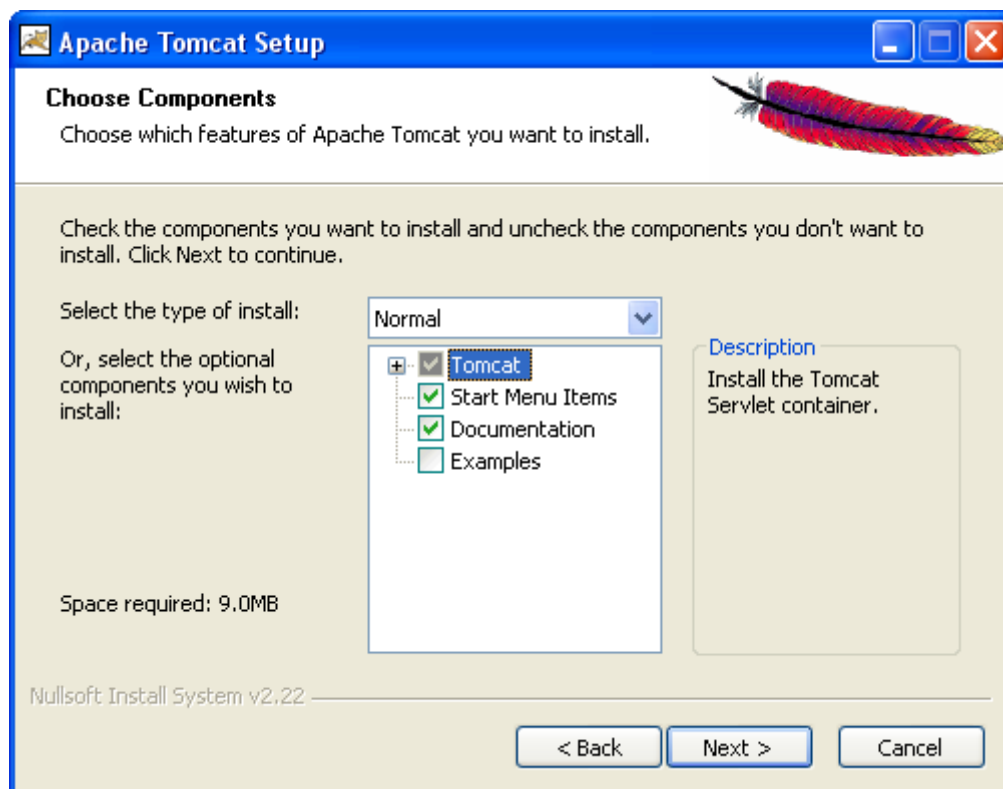 Apache Tomcat Setup
Choose Components
Choose which features of Apache Tomcat you want to install.
Check the components you want to install and uncheck the components you don't want to
install. Click Next to continue.
Select the type of install:
Normal
Or, select the optional
components you wish to
install:
Tomcat
Start Menu Items
Documentation
Examples
Description
Install the Tomcat
Servlet container.
Space required: 9.0MB
Nullsoft Install System v2.22
< Back
Next >
Cancel